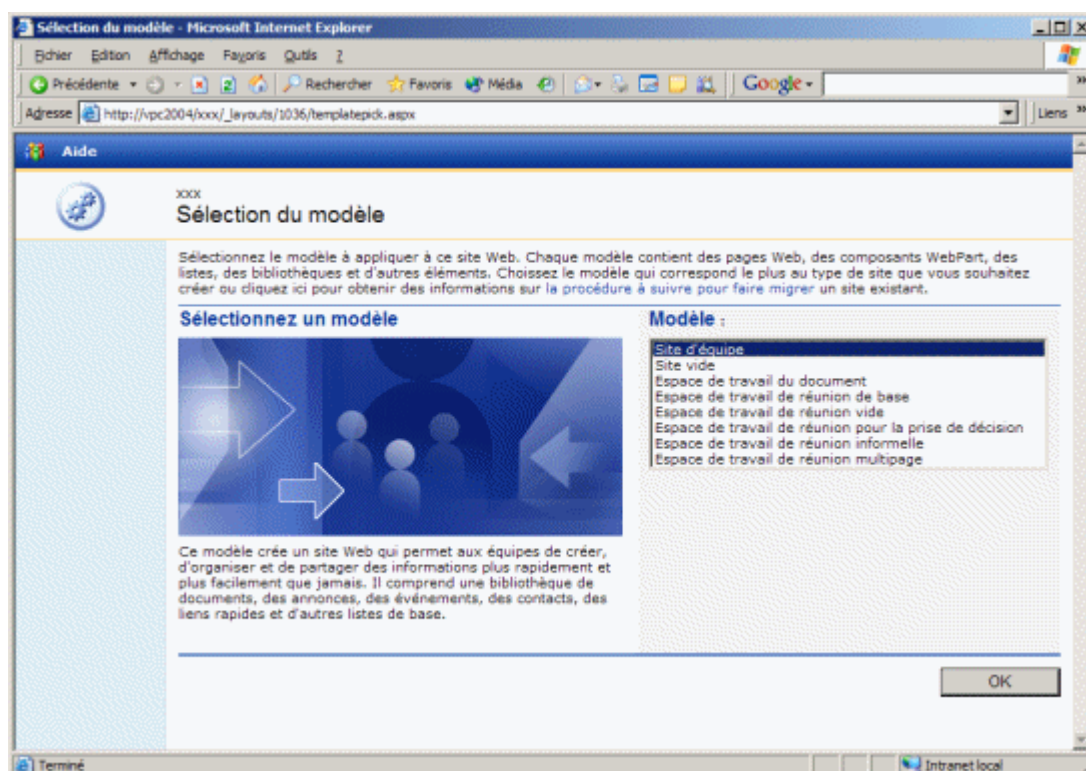 Sélection du modèle - Microsoft Internet Explorer
Fichier Edition Affichage Favoris Outils ?
Précédente Rechercher Favoris Média Google
Adresse http://vpc2004/xxx/_layouts/1036/templatepick.aspx Liens
Aide
xxx
Sélection du modèle
Sélectionnez le modèle à appliquer à ce site Web. Chaque modèle contient des pages Web, des composants WebPart, des
listes, des bibliothèques et d'autres éléments. Choissez le modèle qui correspond le plus au type de site que vous souhaitez
créer ou cliquez ici pour obtenir des informations sur la procédure à suivre pour faire migrer un site existant.
Sélectionnez un modèle
Ce modèle crée un site Web qui permet aux équipes de créer,
d'organiser et de partager des informations plus rapidement et
plus facilement que jamais. Il comprend une bibliothèque de
documents, des annonces, des événements, des contacts, des
liens rapides et d'autres listes de base.
Modèle :
Site d'équipe
Site vide
Espace de travail du document
Espace de travail de réunion de base
Espace de travail de réunion vide
Espace de travail de réunion pour la prise de décision
Espace de travail de réunion informelle
Espace de travail de réunion multipage
OK
Terminé
Intranet local